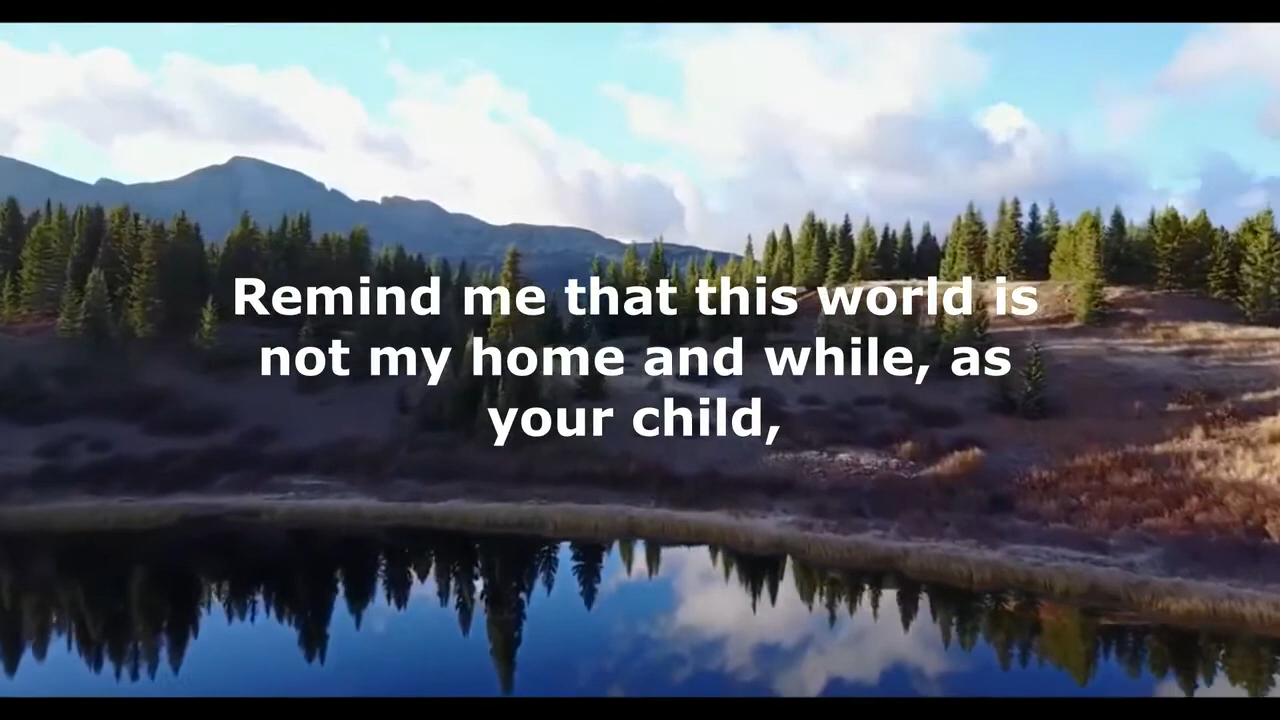 Remind me that this world is
not my home and while, as
your child,